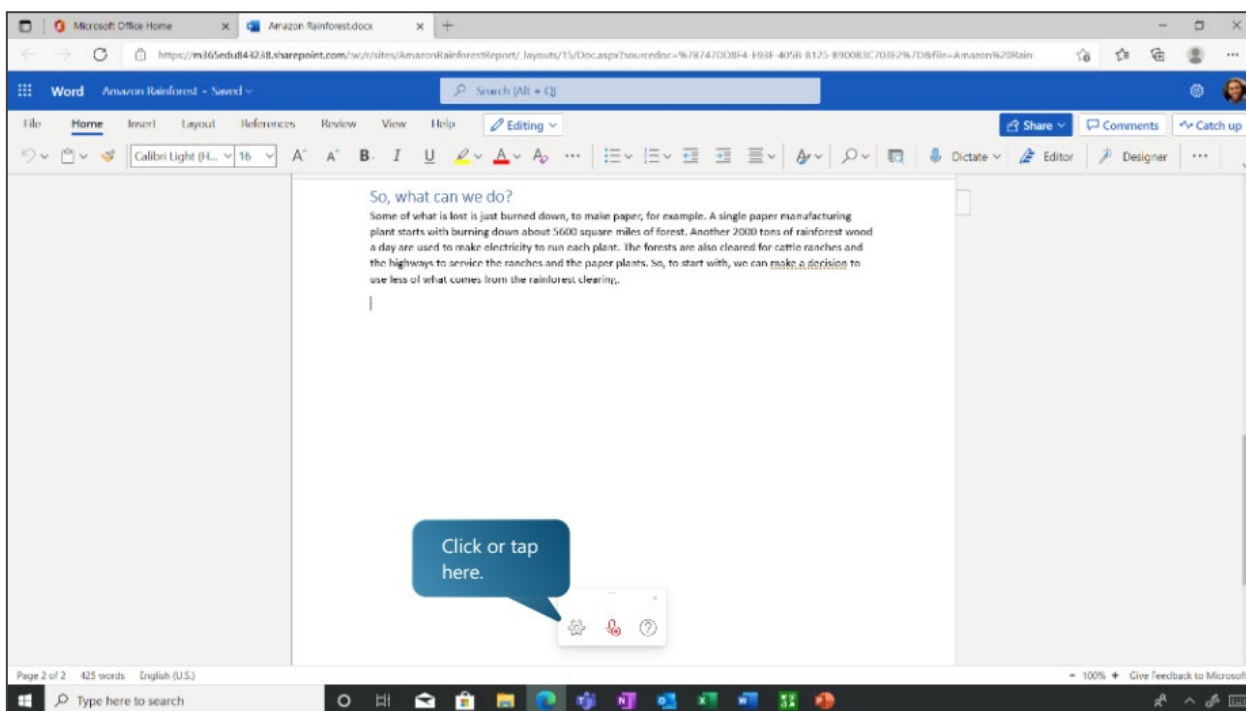 Microsoft Office Home
Amazon Rainforest.docx
Word Amazon Rainforest - Saved
Search (Alt + Q)
File Home Insert Layout References Review View Help Editing
Share Comments Catch up
Calibri Light (H... 16
Dictate Editor Designer
So, what can we do?
Some of what is lost is just burned down, to make paper, for example. A single paper manufacturing
plant starts with burning down about 5600 square miles of forest. Another 2000 tons of rainforest wood
a day are used to make electricity to run each plant. The forests are also cleared for cattle ranches and
the highways to service the ranches and the paper plants. So, to start with, we can make a decision to
use less of what comes from the rainforest clearing,.
Click or tap
here.
Page 2 of 2 425 words English (U.S.)
100% Give Feedback to Microsoft
Type here to search